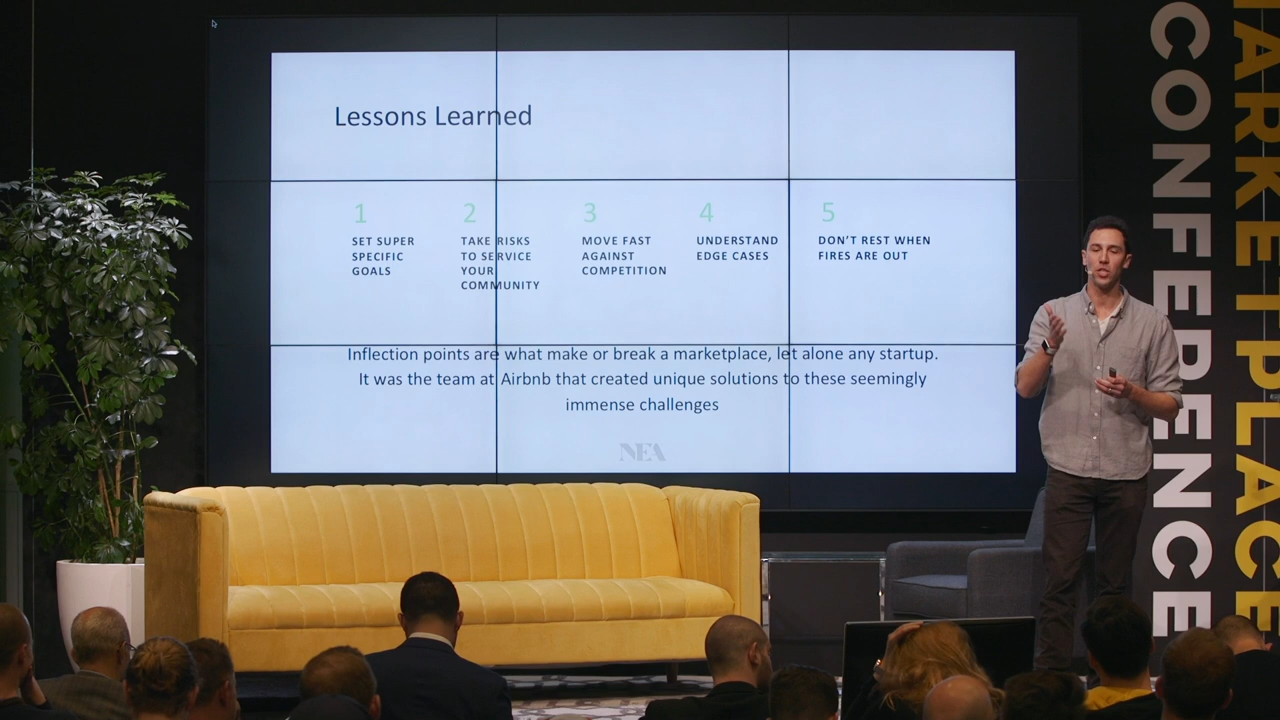 Lessons Learned
1
SET SUPER
SPECIFIC
GOALS
2
TAKE RISKS
TO SERVICE
YOUR
COMMUNITY
3
MOVE FAST
AGAINST
COMPETITION
4
UNDERSTAND
EDGE CASES
5
DON'T REST WHEN
FIRES ARE OUT
Inflection points are what make or break a marketplace, let alone any startup.
It was the team at Airbnb that created unique solutions to these seemingly
immense challenges
NEA
CONFERENCE
MARKETPLACE